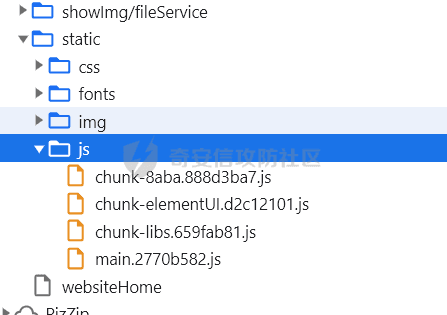 showImg/fileService
static
css
fonts
img
js
奇安信攻防社区
chunk-8aba.888d3ba7.js
chunk-elementUI.d2c12101.js
chunk-libs.659fab81.js
main.2770b582.js
websiteHome
PizZip